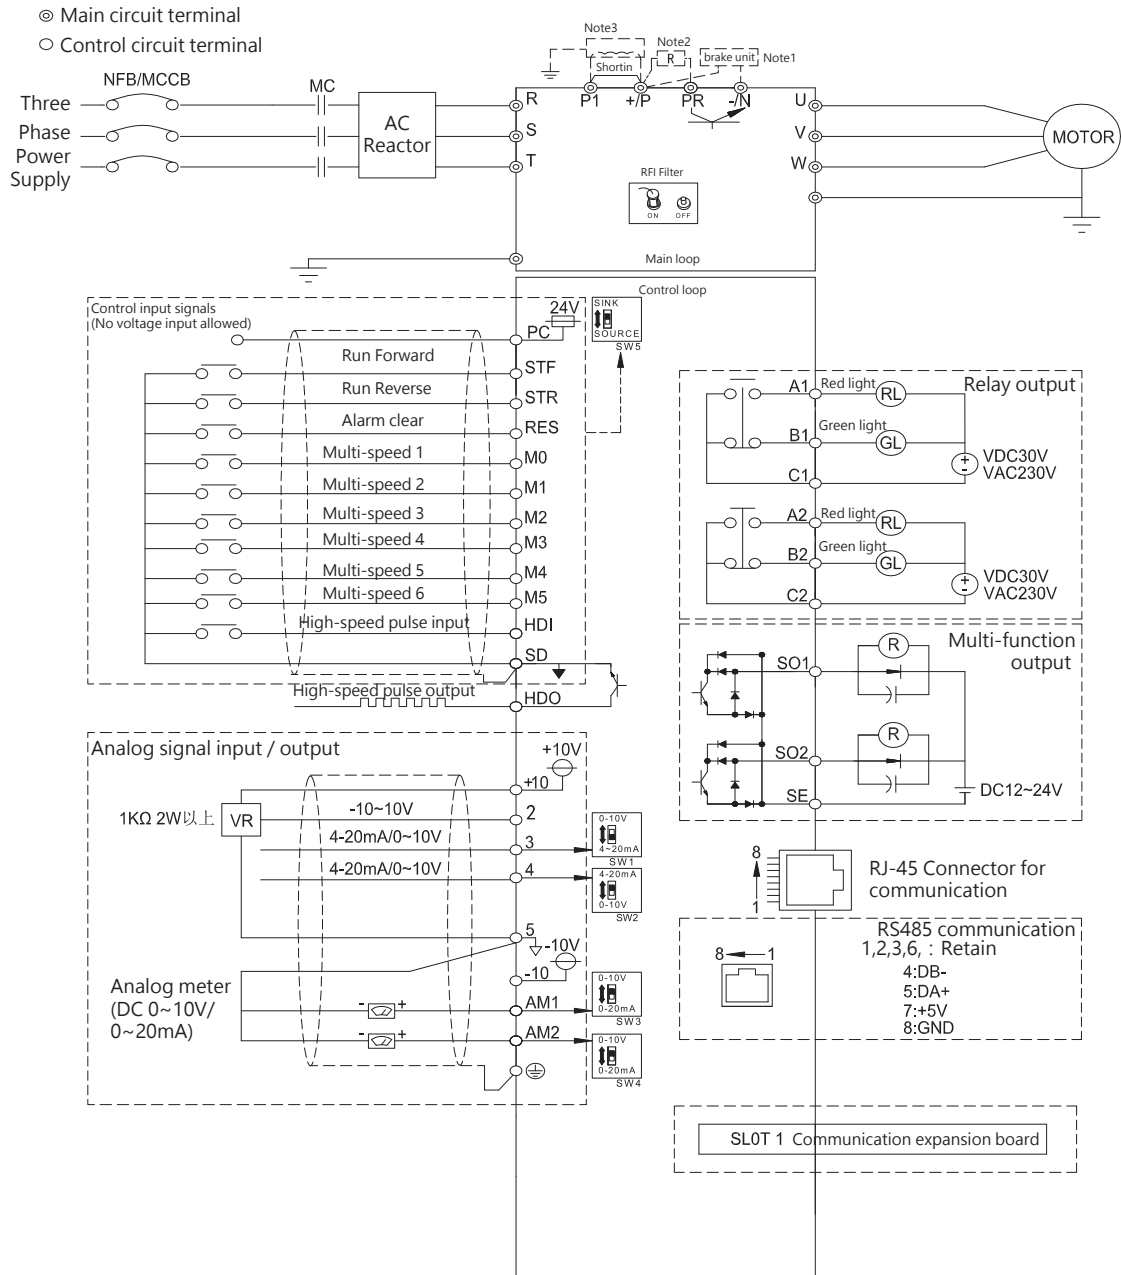 Main circuit terminal
Control circuit terminal
NFB/MCCB
MC
Three
Phase
Power
Supply
AC
Reactor
R
S
T
Note3
Note2
Note1
R
brake unit
Shortin
P1
+/P
PR
-/N
U
V
W
MOTOR
RFI Filter
ON
OFF
Main loop
Control loop
Control input signals
(No voltage input allowed)
24V
PC
SINK
SOURCE
SW5
Run Forward
STF
Run Reverse
STR
Alarm clear
RES
Multi-speed 1
M0
Multi-speed 2
M1
Multi-speed 3
M2
Multi-speed 4
M3
Multi-speed 5
M4
Multi-speed 6
M5
High-speed pulse input
HDI
SD
High-speed pulse output
HDO
Relay output
A1
Red light
RL
B1
Green light
GL
C1
+
-
VDC30V
VAC230V
A2
Red light
RL
B2
Green light
GL
C2
+
-
VDC30V
VAC230V
Multi-function
output
SO1
R
SO2
R
SE
DC12~24V
Analog signal input / output
+10V
+10
1KΩ 2W以上
VR
-10~10V
2
4-20mA/0~10V
3
0-10V
4~20mA
SW1
4-20mA/0~10V
4
4-20mA
0-10V
SW2
5
-10V
-10
Analog meter
(DC 0~10V/
0~20mA)
- +
AM1
0-10V
0-20mA
SW3
- +
AM2
0-10V
0-20mA
SW4
8
1
RJ-45 Connector for
communication
RS485 communication
8
1
1,2,3,6, : Retain
4:DB-
5:DA+
7:+5V
8:GND
SL0T 1 Communication expansion board